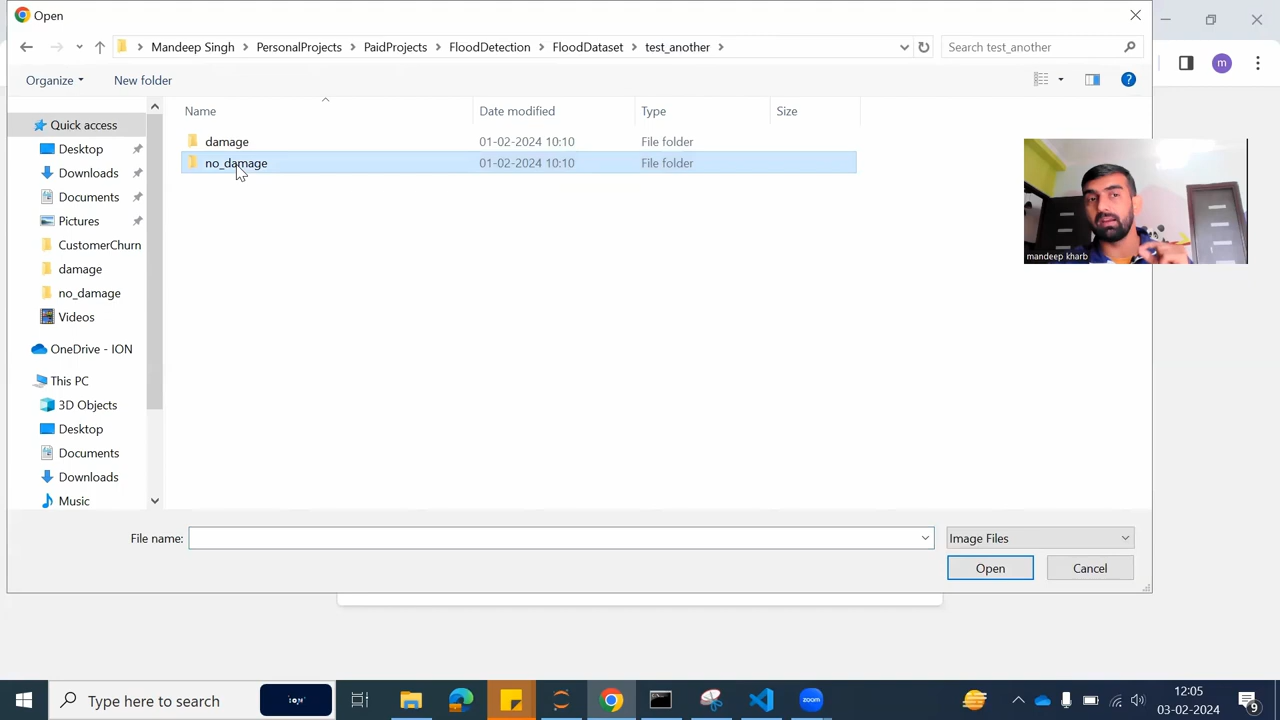 Open
Mandeep Singh > PersonalProjects > PaidProjects > FloodDetection > FloodDataset > test_another >
Search test_another
Organize
New folder
Name
Date modified
Type
Size
Quick access
Desktop
Downloads
Documents
Pictures
CustomerChurn
damage
no_damage
Videos
OneDrive - ION
This PC
3D Objects
Desktop
Documents
Downloads
Music
damage 01-02-2024 10:10 File folder
no_damage 01-02-2024 10:10 File folder
m
mandeep kharb
File name:
Image Files
Open
Cancel
Type here to search
ION
zoom
12:05
03-02-2024
9